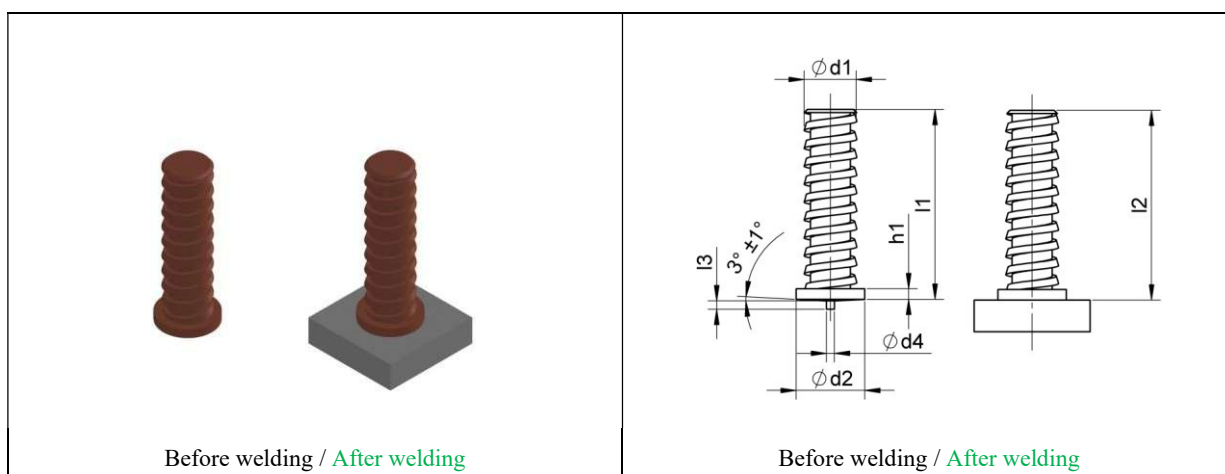 Ød1
l1
l2
h1
3° ±1°
l3
Ød4
Ød2
Before welding / After welding
Before welding / After welding